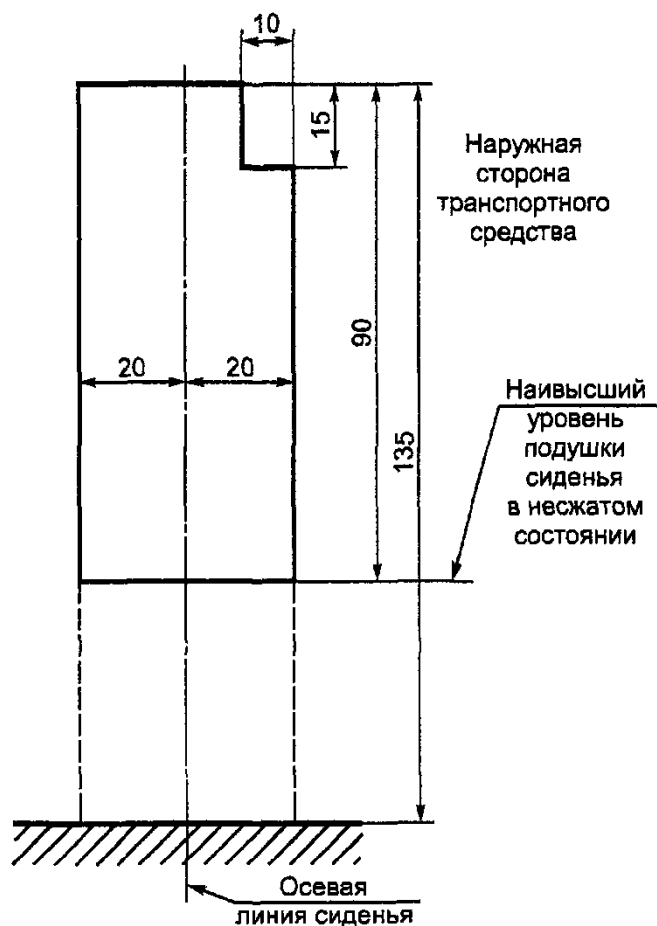 10
15
Наружная
сторона
транспортного
средства
90
20
20
135
Наивысший
уровень
подушки
сиденья
в несжатом
состоянии
Осевая
линия сиденья